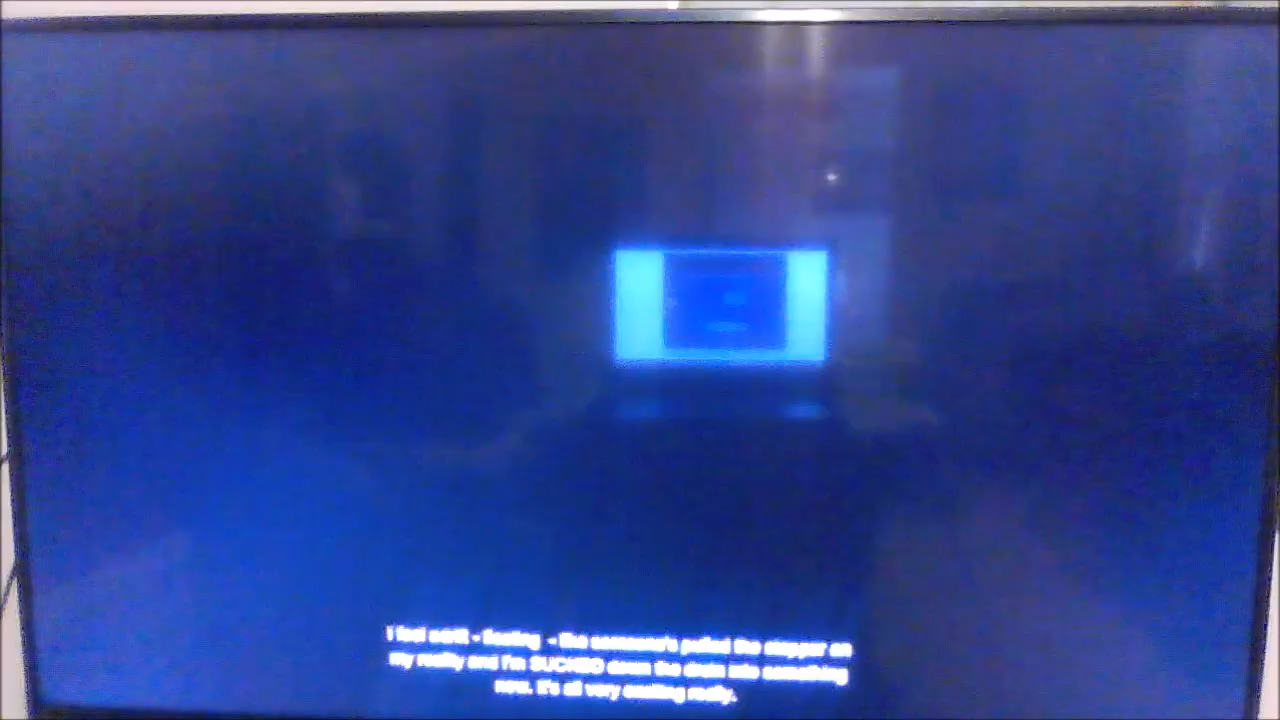 I feel adrift - floating - like someone's pulled the stopper on
my reality and I'm SUCKED down the drain into something
new. It's all very exciting really.